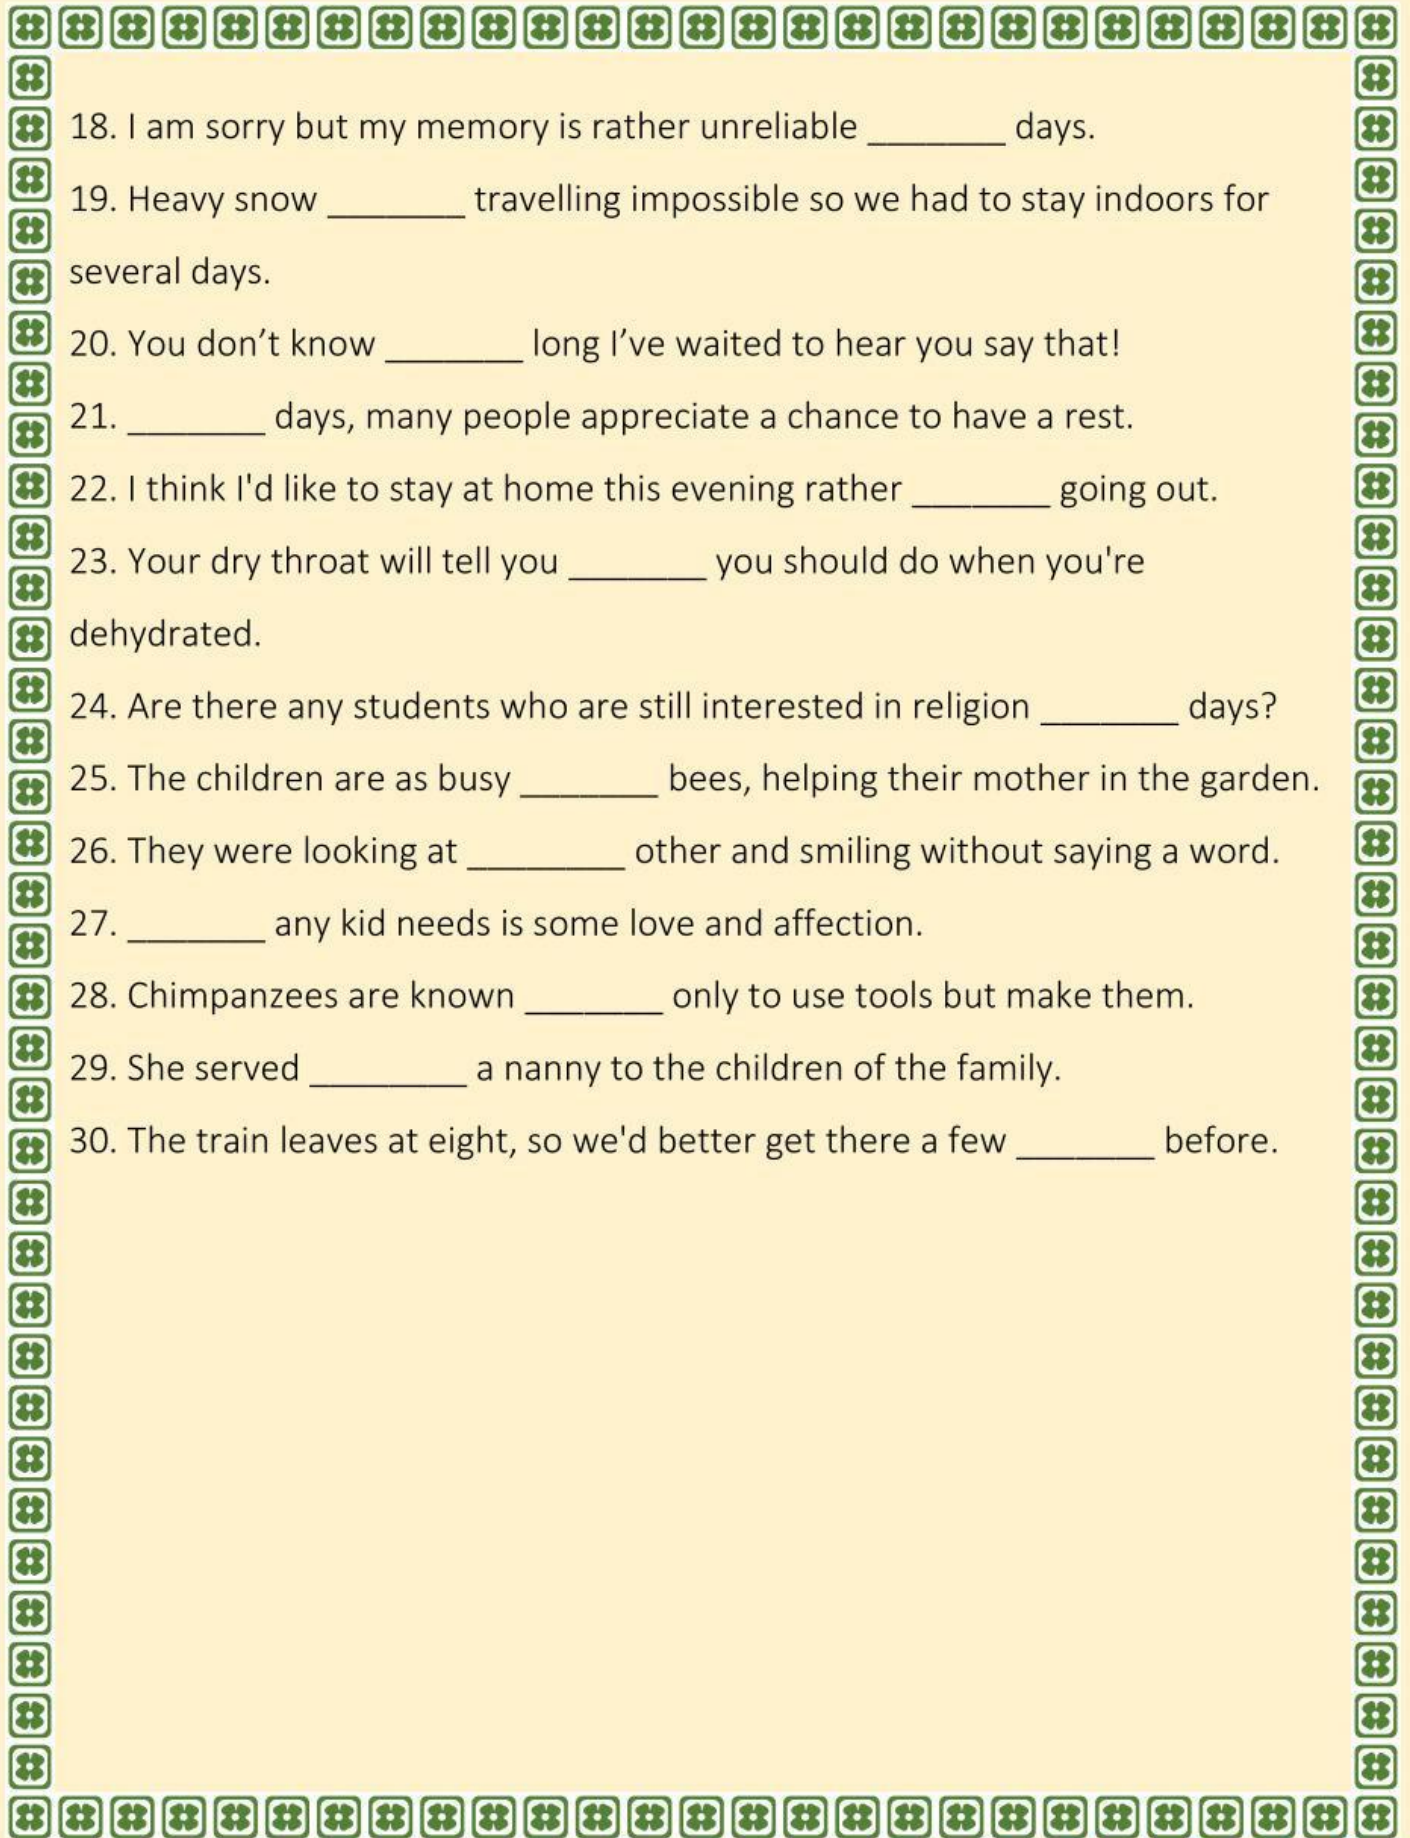 18. I am sorry but my memory is rather unreliable _______ days.
19. Heavy snow _______ travelling impossible so we had to stay indoors for
several days.
20. You don’t know _______ long I’ve waited to hear you say that!
21. _______ days, many people appreciate a chance to have a rest.
22. I think I'd like to stay at home this evening rather _______ going out.
23. Your dry throat will tell you _______ you should do when you're
dehydrated.
24. Are there any students who are still interested in religion _______ days?
25. The children are as busy _______ bees, helping their mother in the garden.
26. They were looking at ________ other and smiling without saying a word.
27. _______ any kid needs is some love and affection.
28. Chimpanzees are known _______ only to use tools but make them.
29. She served ________ a nanny to the children of the family.
30. The train leaves at eight, so we'd better get there a few _______ before.